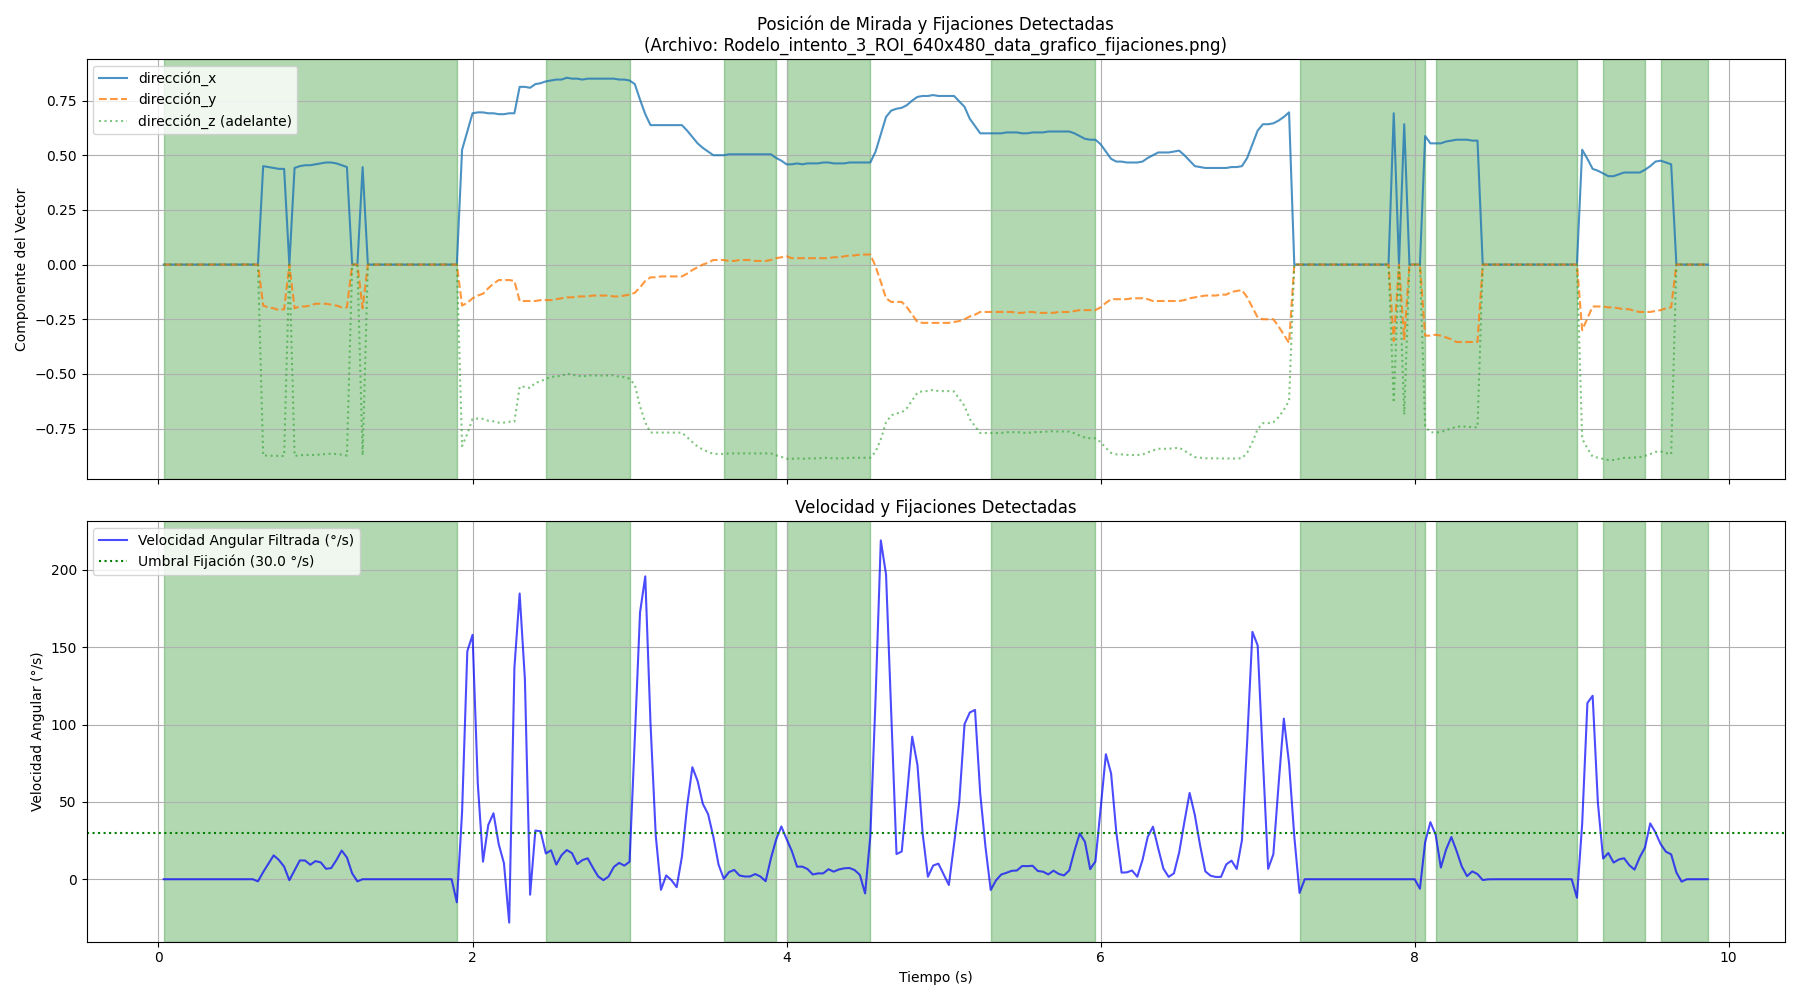 Posición de Mirada y Fijaciones Detectadas
(Archivo: Rodelo_intento_3_ROI_640x480_data_grafico_fijaciones.png)
dirección_x
dirección_y
dirección_z (adelante)
Componente del Vector
0.75
0.50
0.25
0.00
−0.25
−0.50
−0.75
Velocidad y Fijaciones Detectadas
Velocidad Angular Filtrada (°/s)
Umbral Fijación (30.0 °/s)
Velocidad Angular (°/s)
200
150
100
50
0
0 2 4 6 8 10
Tiempo (s)